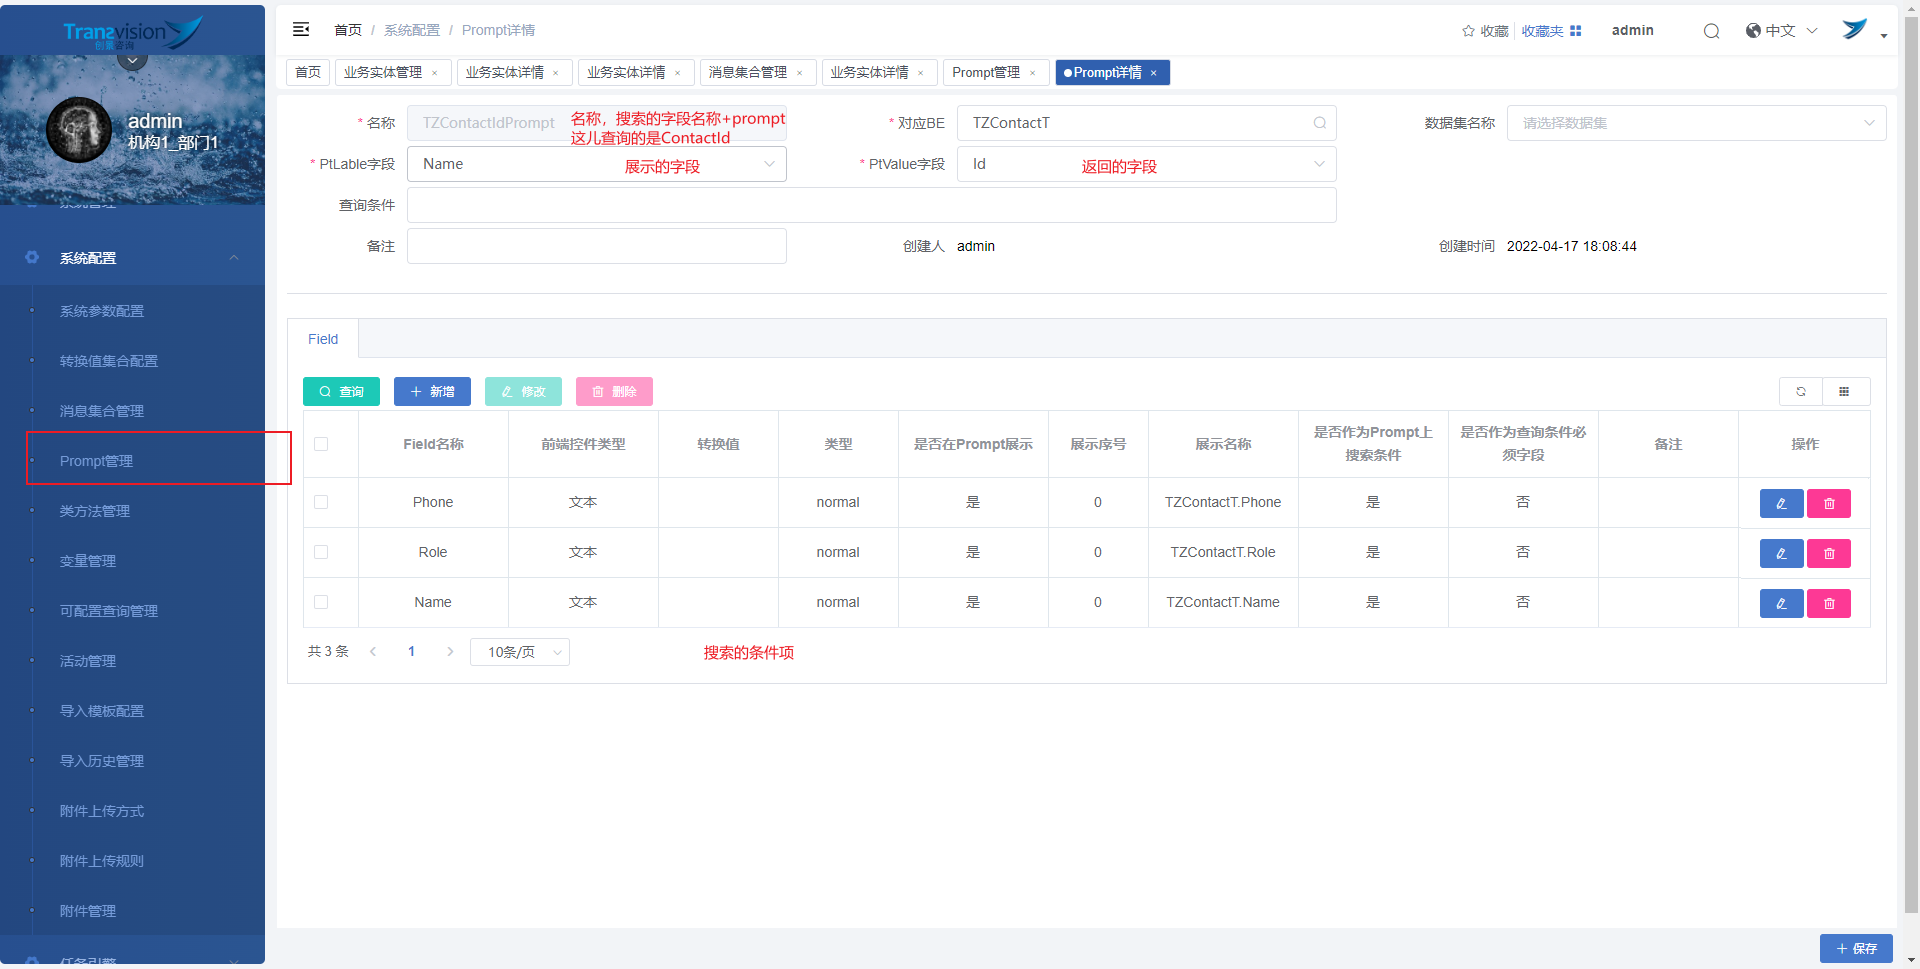 Tranzvision
创景咨询
首页 / 系统配置 / Prompt详情
收藏 收藏夹 admin 中文
首页 业务实体管理 × 业务实体详情 × 业务实体详情 × 消息集合管理 × 业务实体详情 × Prompt管理 × Prompt详情 ×
admin
机构1_部门1
系统管理
系统配置
系统参数配置
转换值集合配置
消息集合管理
Prompt管理
类方法管理
变量管理
可配置查询管理
活动管理
导入模板配置
导入历史管理
附件上传方式
附件上传规则
附件管理
任务引擎
* 名称 TZContactIdPrompt 名称，搜索的字段名称+prompt
这儿查询的是ContactId
* 对应BE TZContactT
数据集名称 请选择数据集
* PtLable字段 Name 展示的字段
* PtValue字段 Id 返回的字段
查询条件
备注
创建人 admin
创建时间 2022-04-17 18:08:44
Field
查询 + 新增 修改 删除
Field名称 前端控件类型 转换值 类型 是否在Prompt展示 展示序号 展示名称 是否作为Prompt上搜索条件 是否作为查询条件必须字段 备注 操作
Phone 文本 normal 是 0 TZContactT.Phone 是 否
Role 文本 normal 是 0 TZContactT.Role 是 否
Name 文本 normal 是 0 TZContactT.Name 是 否
共 3 条 < 1 > 10条/页
搜索的条件项
+ 保存